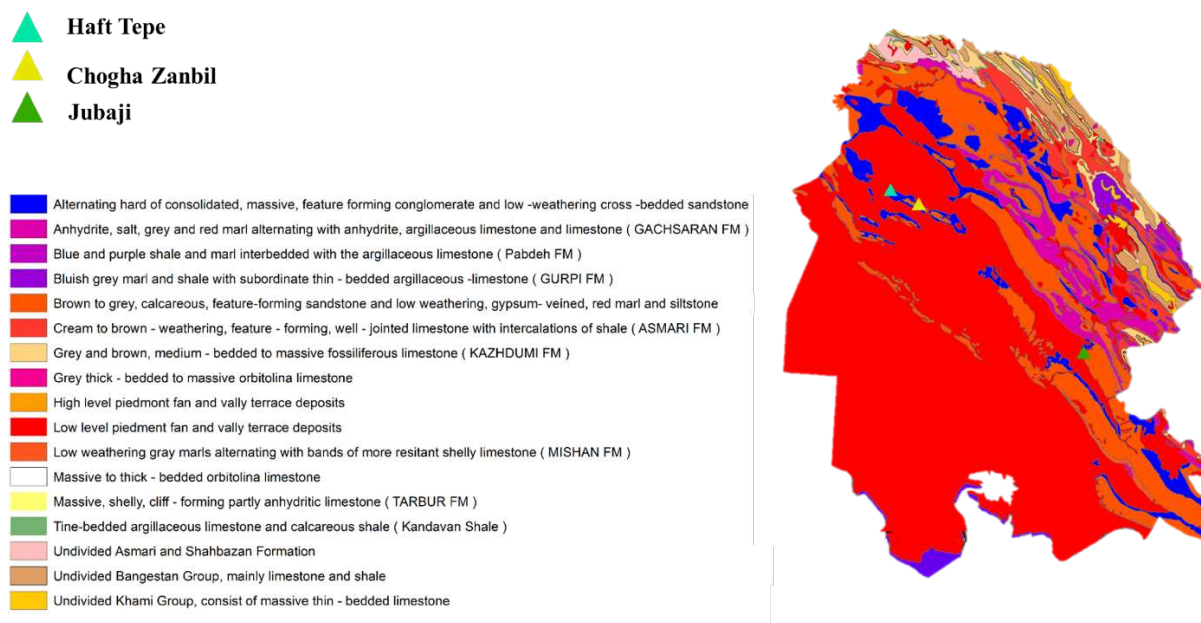 Haft Tepe
Chogha Zanbil
Jubaji
Alternating hard of consolidated, massive, feature forming conglomerate and low -weathering cross -bedded sandstone
Anhydrite, salt, grey and red marl alternating with anhydrite, argillaceous limestone and limestone ( GACHSARAN FM )
Blue and purple shale and marl interbedded with the argillaceous limestone ( Pabdeh FM )
Bluish grey marl and shale with subordinate thin - bedded argillaceous -limestone ( GURPI FM )
Brown to grey, calcareous, feature-forming sandstone and low weathering, gypsum- veined, red marl and siltstone
Cream to brown - weathering, feature - forming, well - jointed limestone with intercalations of shale ( ASMARI FM )
Grey and brown, medium - bedded to massive fossiliferous limestone ( KAZHDUMI FM )
Grey thick - bedded to massive orbitolina limestone
High level piedmont fan and vally terrace deposits
Low level piedment fan and vally terrace deposits
Low weathering gray marls alternating with bands of more resitant shelly limestone ( MISHAN FM )
Massive to thick - bedded orbitolina limestone
Massive, shelly, cliff - forming partly anhydritic limestone ( TARBUR FM )
Tine-bedded argillaceous limestone and calcareous shale ( Kandavan Shale )
Undivided Asmari and Shahbazan Formation
Undivided Bangestan Group, mainly limestone and shale
Undivided Khami Group, consist of massive thin - bedded limestone